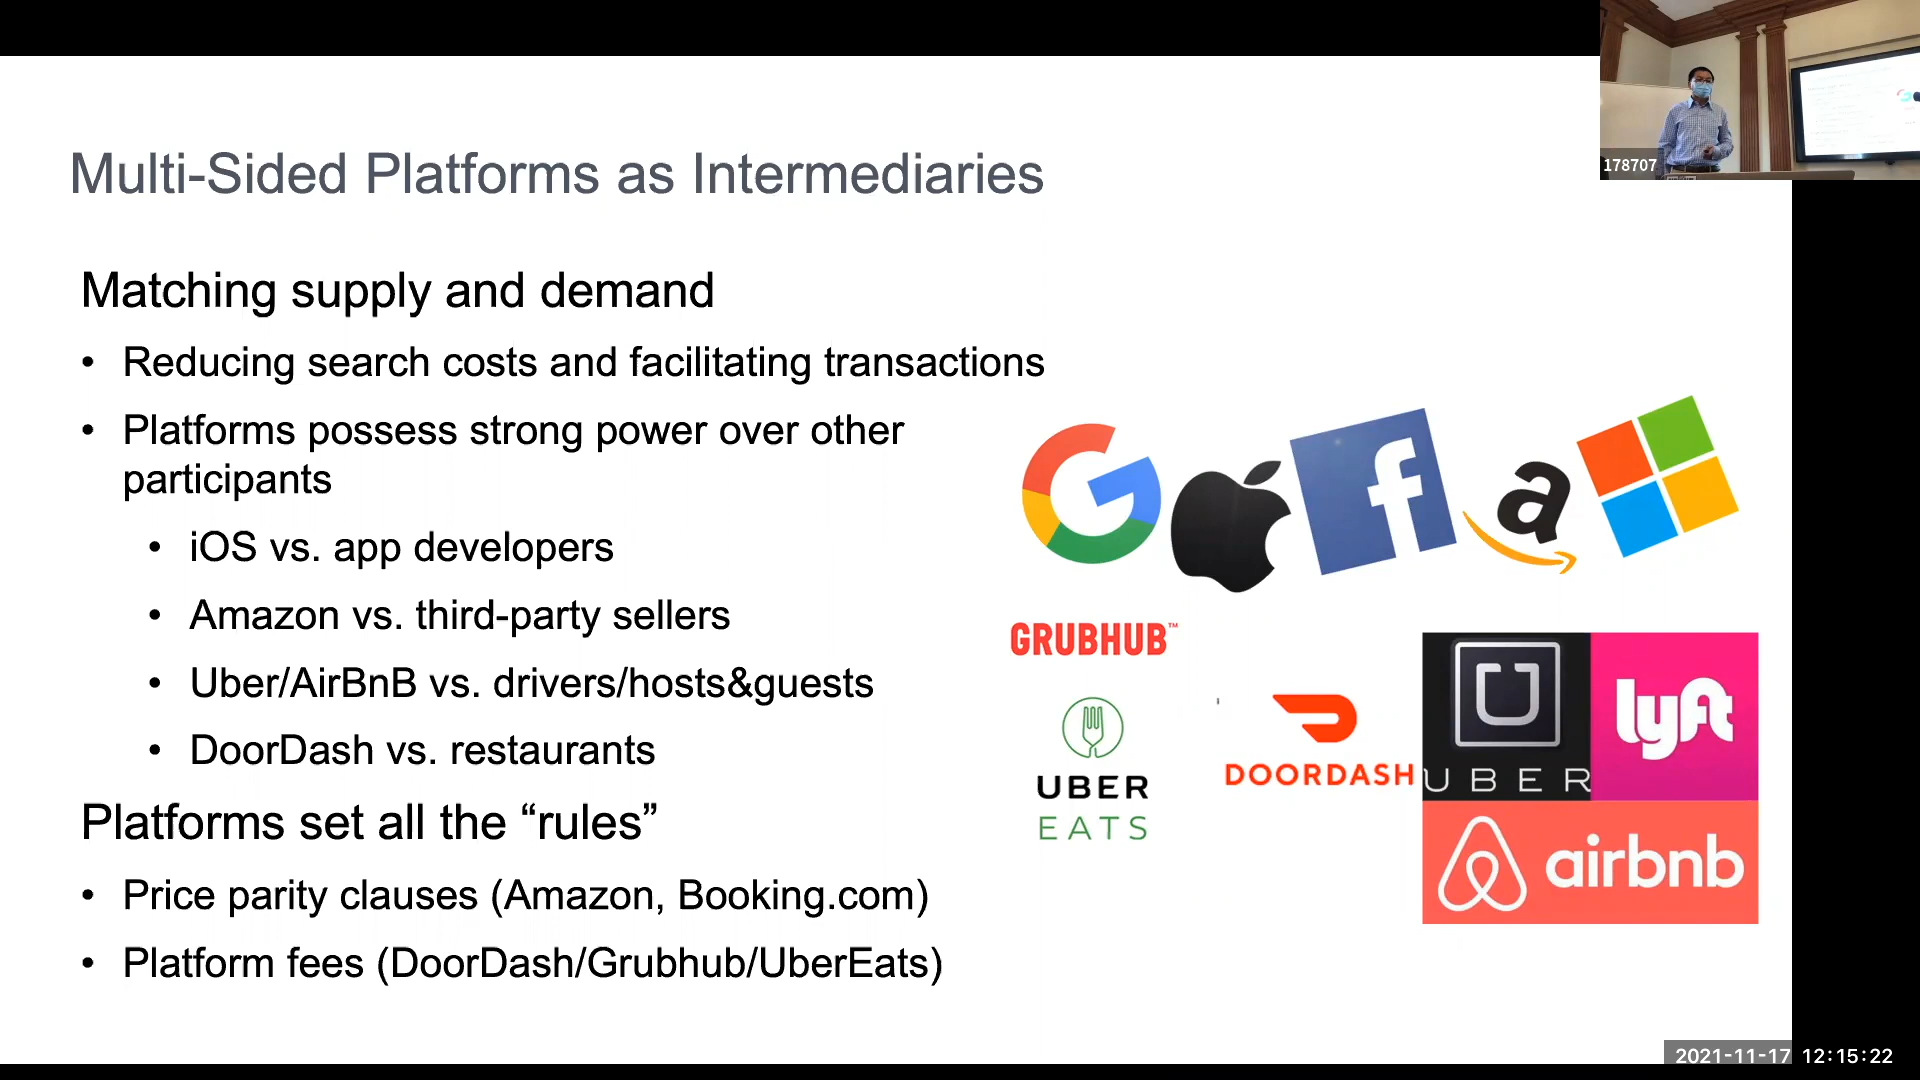 178707
Multi-Sided Platforms as Intermediaries
Matching supply and demand
• Reducing search costs and facilitating transactions
• Platforms possess strong power over other
participants
• iOS vs. app developers
• Amazon vs. third-party sellers
• Uber/AirBnB vs. drivers/hosts&guests
• DoorDash vs. restaurants
Platforms set all the “rules”
• Price parity clauses (Amazon, Booking.com)
• Platform fees (DoorDash/Grubhub/UberEats)
GRUBHUB™
UBER
EATS
DOORDASH
UBER
lyft
airbnb
2021-11-17 12:15:22